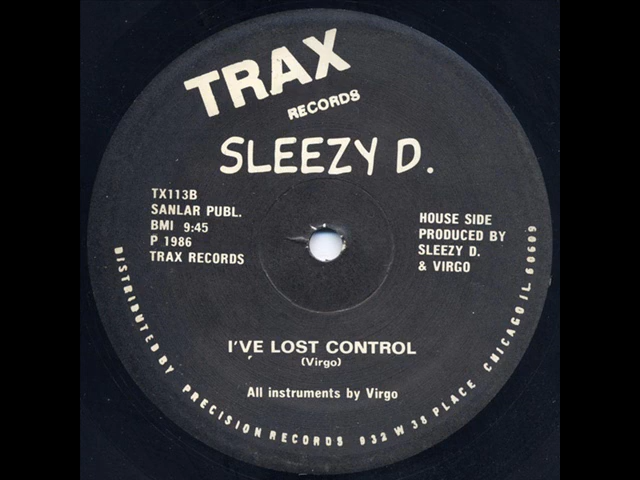 TRAX
RECORDS
SLEEZY D.
TX113B
SANLAR PUBL.
BMI 9:45
P 1986
TRAX RECORDS
HOUSE SIDE
PRODUCED BY
SLEEZY D.
& VIRGO
I'VE LOST CONTROL
(Virgo)
All instruments by Virgo
DISTRIBUTED BY PRECISION RECORDS 932 W 38 PLACE CHICAGO IL 60609